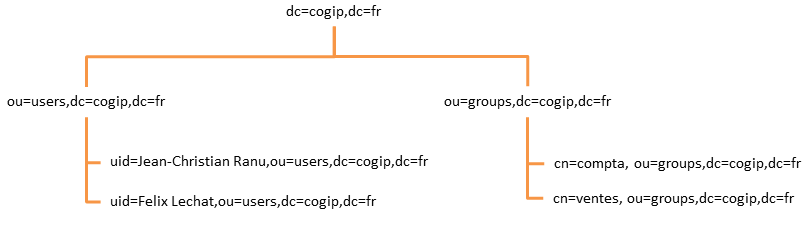 dc=cogip,dc=fr
ou=users,dc=cogip,dc=fr
ou=groups,dc=cogip,dc=fr
uid=Jean-Christian Ranu,ou=users,dc=cogip,dc=fr
cn=compta, ou=groups,dc=cogip,dc=fr
uid=Felix Lechat,ou=users,dc=cogip,dc=fr
cn=ventes, ou=groups,dc=cogip,dc=fr